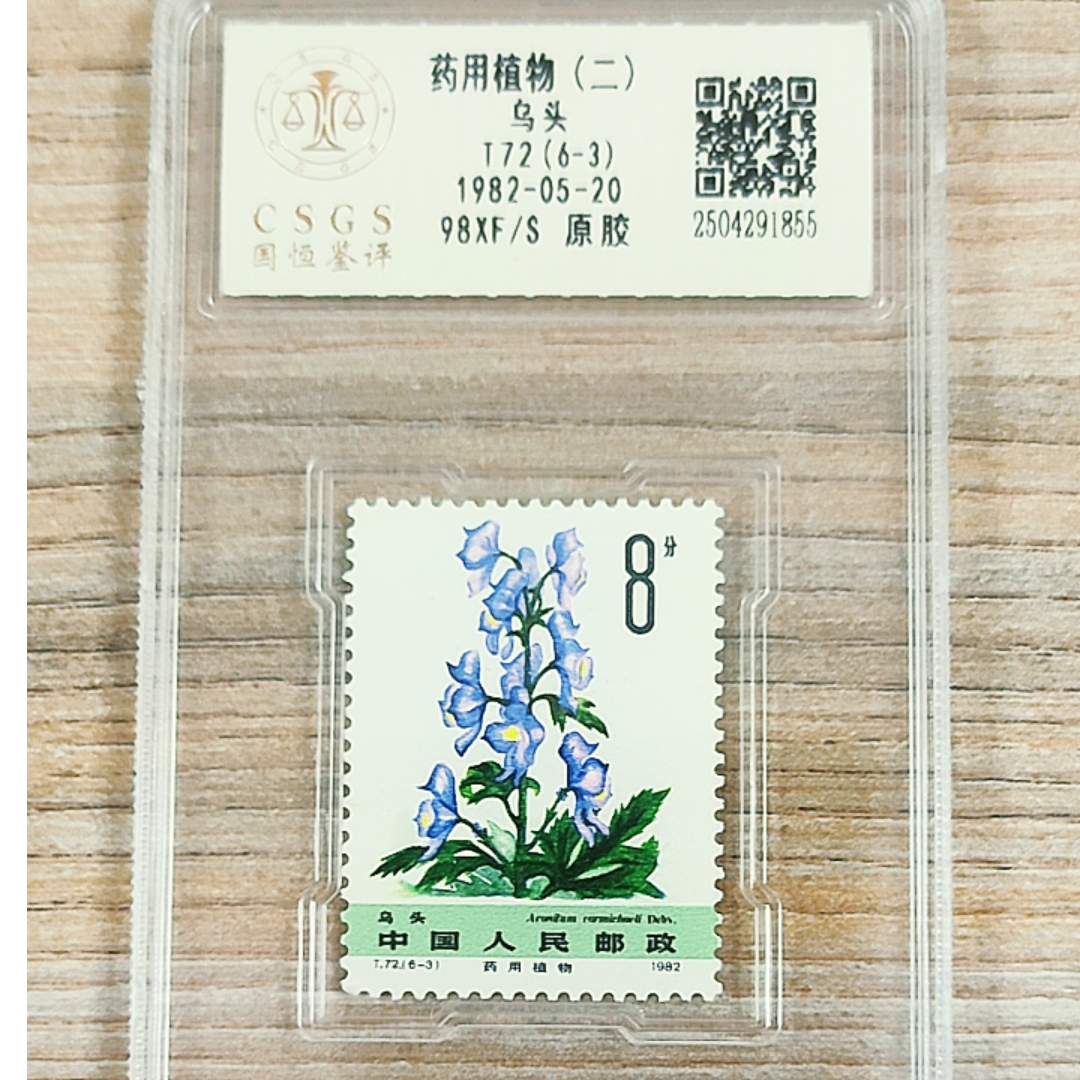 CSGS
国恒鉴评
药用植物（二）
乌头
T72(6-3)
1982-05-20
98XF/S 原胶
2504291855
8分
乌头 Aconitum carmichaeli Debx.
中国人民邮政
T.72.(6-3) 药用植物 1982